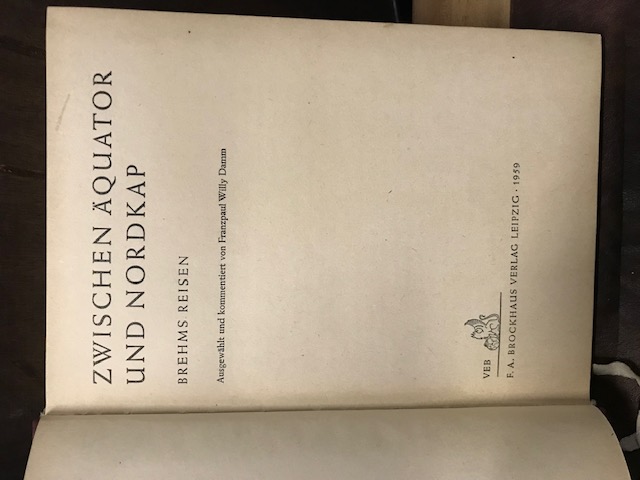 ZWISCHEN ÄQUATOR
UND NORDKAP
BREHMS REISEN
Ausgewählt und kommentiert von Franzpaul Willy Damm
VEB
F. A. BROCKHAUS VERLAG LEIPZIG · 1959